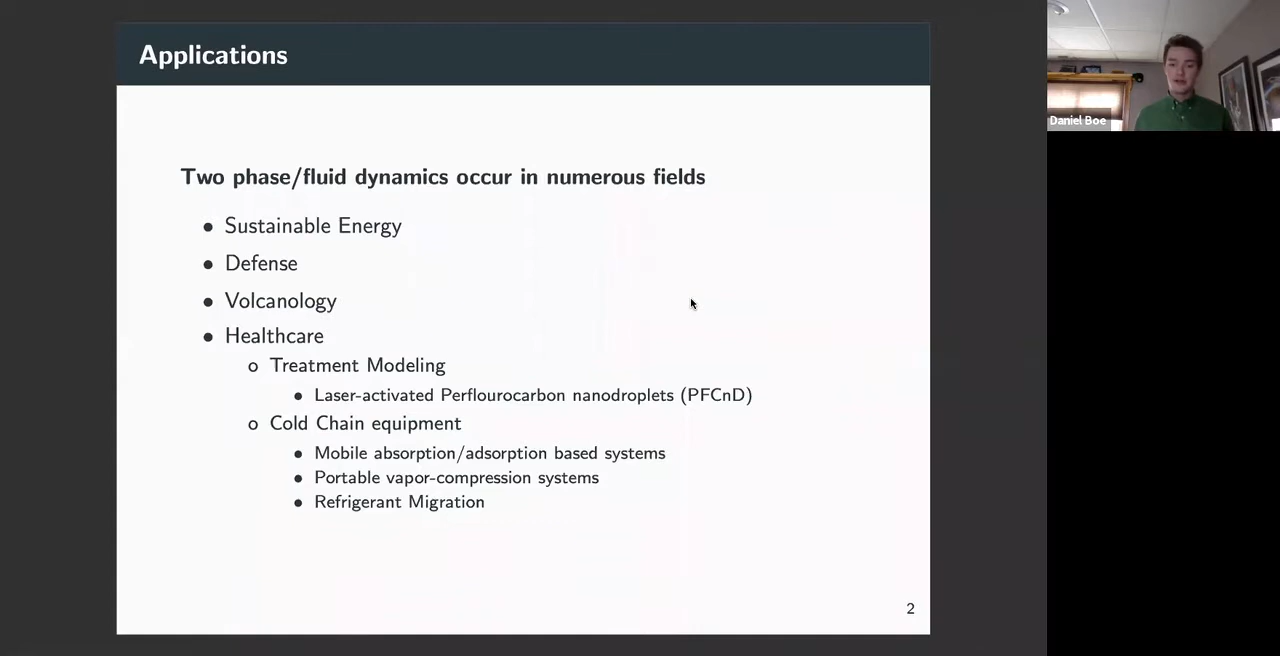 Applications
Two phase/fluid dynamics occur in numerous fields
• Sustainable Energy
• Defense
• Volcanology
• Healthcare
o Treatment Modeling
• Laser-activated Perflourocarbon nanodroplets (PFCnD)
o Cold Chain equipment
• Mobile absorption/adsorption based systems
• Portable vapor-compression systems
• Refrigerant Migration
2
Daniel Boe